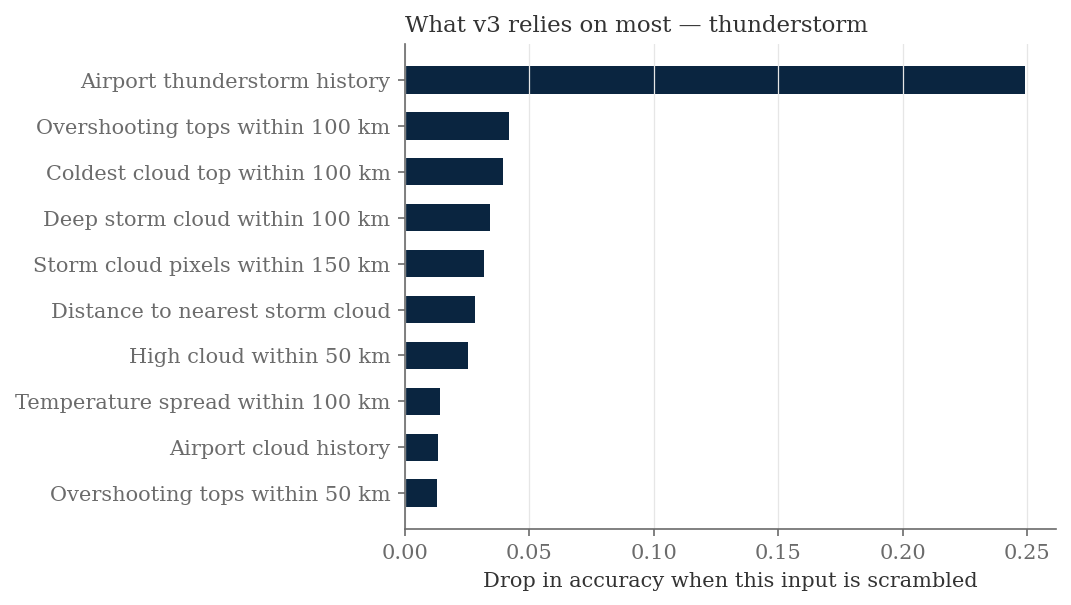 What v3 relies on most — thunderstorm
Airport thunderstorm history
Overshooting tops within 100 km
Coldest cloud top within 100 km
Deep storm cloud within 100 km
Storm cloud pixels within 150 km
Distance to nearest storm cloud
High cloud within 50 km
Temperature spread within 100 km
Airport cloud history
Overshooting tops within 50 km
0.00 0.05 0.10 0.15 0.20 0.25
Drop in accuracy when this input is scrambled